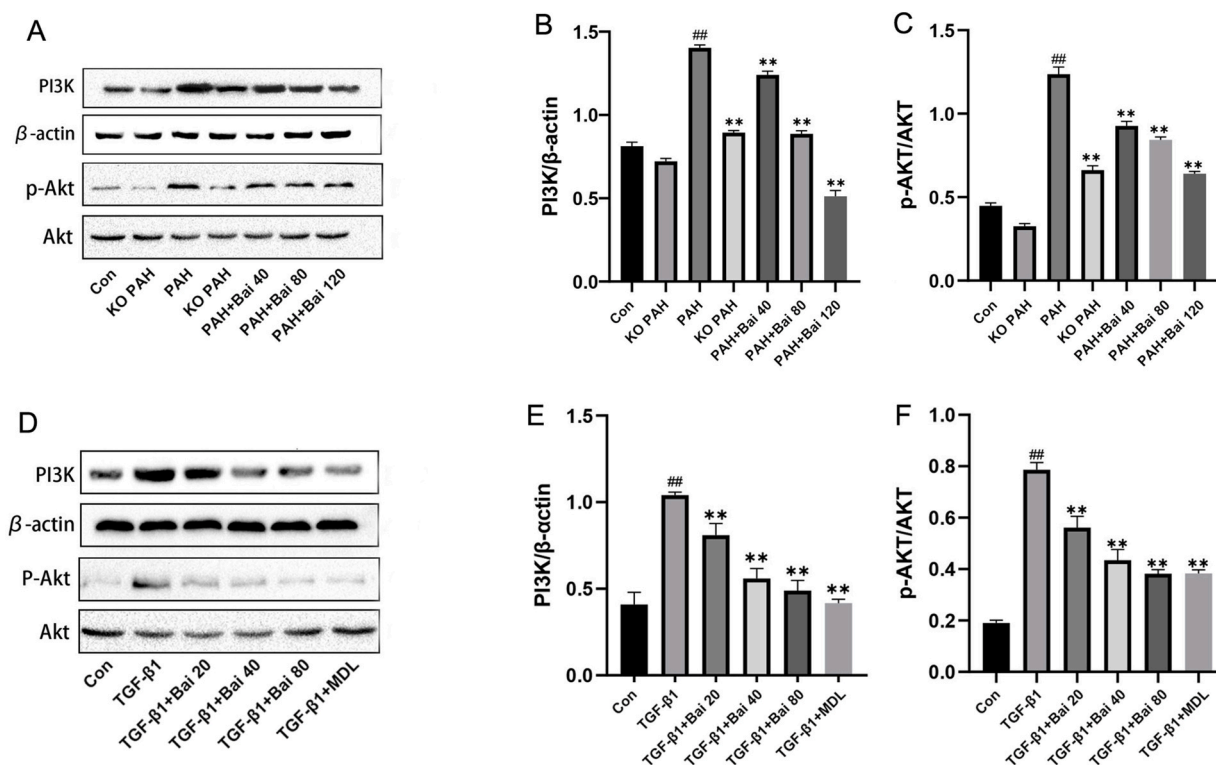 A
PI3K
β-actin
p-Akt
Akt
Con
KO PAH
PAH
KO PAH
PAH+Bai 40
PAH+Bai 80
PAH+Bai 120
B
PI3K/β-actin
1.5
1.0
0.5
0.0
##
**
**
**
**
Con
KO PAH
PAH
KO PAH
PAH+Bai 40
PAH+Bai 80
PAH+Bai 120
C
p-AKT/AKT
1.5
1.0
0.5
0.0
##
**
**
**
**
Con
KO PAH
PAH
KO PAH
PAH+Bai 40
PAH+Bai 80
PAH+Bai 120
D
PI3K
β-actin
P-Akt
Akt
Con
TGF-β1
TGF-β1+Bai 20
TGF-β1+Bai 40
TGF-β1+Bai 80
TGF-β1+MDL
E
PI3K/β-αctin
1.5
1.0
0.5
0.0
##
**
**
**
**
Con
TGF-β1
TGF-β1+Bai 20
TGF-β1+Bai 40
TGF-β1+Bai 80
TGF-β1+MDL
F
p-AKT/AKT
1.0
0.8
0.6
0.4
0.2
0.0
##
**
**
**
**
Con
TGF-β1
TGF-β1+Bai 20
TGF-β1+Bai 40
TGF-β1+Bai 80
TGF-β1+MDL